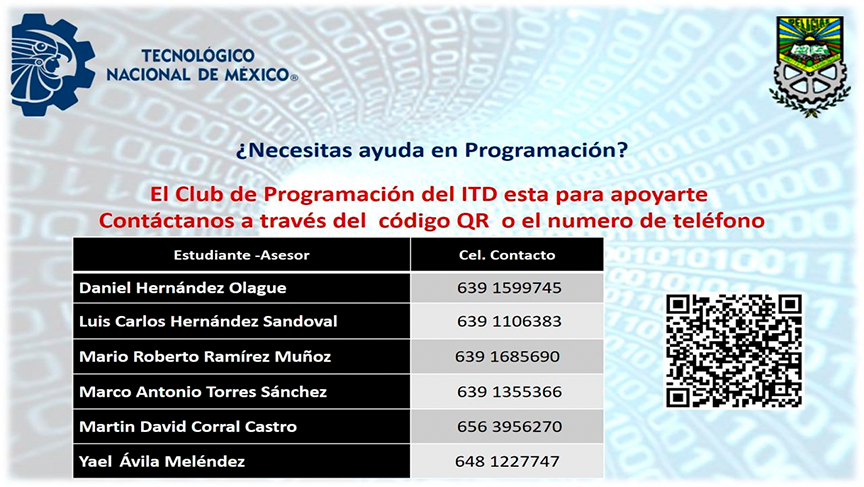 TECNOLÓGICO
NACIONAL DE MÉXICO®
DELICIAS
¿Necesitas ayuda en Programación?
El Club de Programación del ITD esta para apoyarte
Contáctanos a través del código QR o el numero de teléfono
Estudiante -Asesor Cel. Contacto
Daniel Hernández Olague 639 1599745
Luis Carlos Hernández Sandoval 639 1106383
Mario Roberto Ramírez Muñoz 639 1685690
Marco Antonio Torres Sánchez 639 1355366
Martin David Corral Castro 656 3956270
Yael Ávila Meléndez 648 1227747